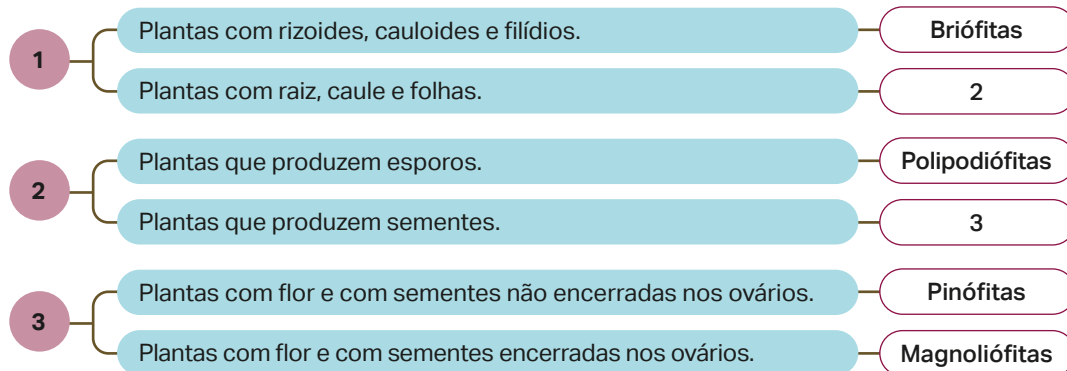 1
Plantas com rizoides, cauloides e filídios.
Briófitas
Plantas com raiz, caule e folhas.
2
2
Plantas que produzem esporos.
Polipodiófitas
Plantas que produzem sementes.
3
3
Plantas com flor e com sementes não encerradas nos ovários.
Pinófitas
Plantas com flor e com sementes encerradas nos ovários.
Magnoliófitas